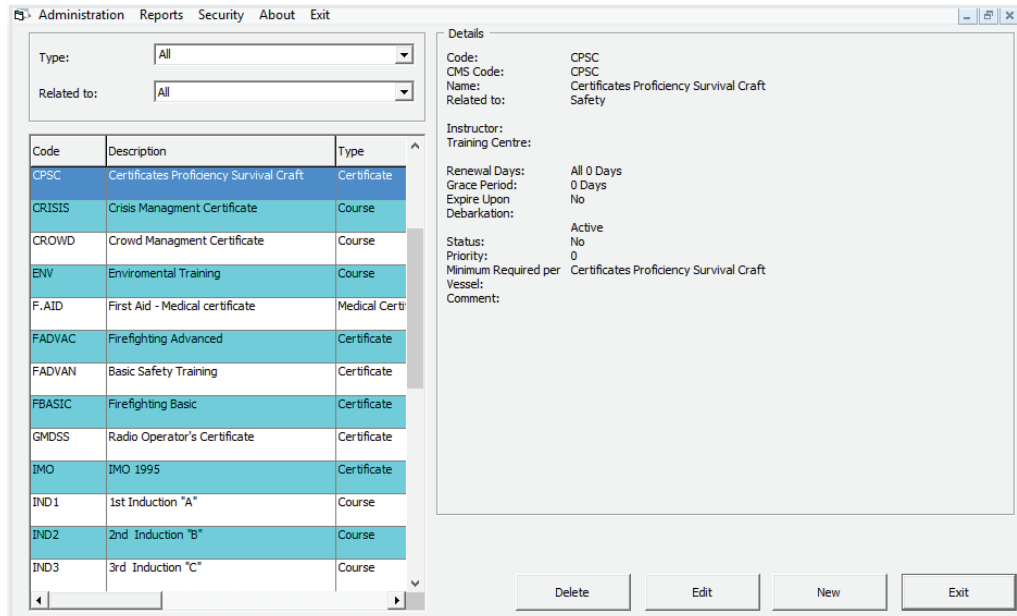 Administration Reports Security About Exit
Type: All
Related to: All
Code Description Type
CPSC Certificates Proficiency Survival Craft Certificate
CRISIS Crisis Managment Certificate Course
CROWD Crowd Managment Certificate Course
ENV Enviromental Training Course
F.AID First Aid - Medical certificate Medical Certi
FADVAC Firefighting Advanced Certificate
FADVAN Basic Safety Training Certificate
FBASIC Firefighting Basic Certificate
GMDSS Radio Operator's Certificate Certificate
IMO IMO 1995 Certificate
IND1 1st Induction "A" Course
IND2 2nd Induction "B" Course
IND3 3rd Induction "C" Course
Details
Code: CPSC
CMS Code: CPSC
Name: Certificates Proficiency Survival Craft
Related to: Safety
Instructor:
Training Centre:
Renewal Days: All 0 Days
Grace Period: 0 Days
Expire Upon No
Debarkation:
Active
Status: No
Priority: 0
Minimum Required per Certificates Proficiency Survival Craft
Vessel:
Comment:
Delete Edit New Exit